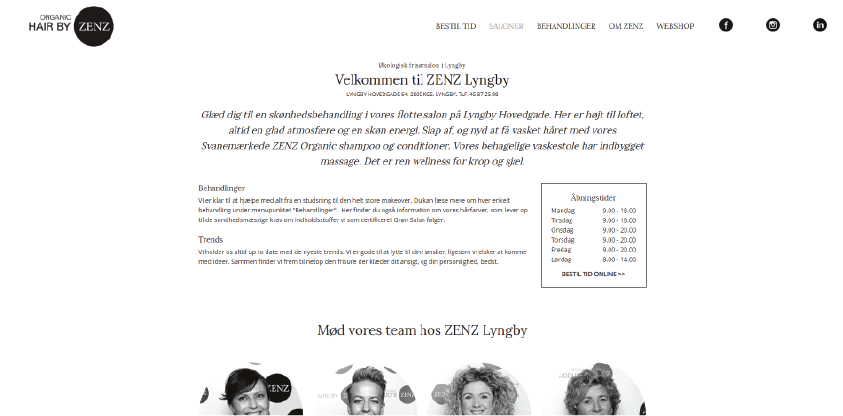 ORGANIC
HAIR BY ZENZ
BESTIL TID SALONER BEHANDLINGER OM ZENZ WEBSHOP
Økologisk frisørsalon i Lyngby
Velkommen til ZENZ Lyngby
LYNGBY HOVEDGADE 64, 2800 KGS. LYNGBY. TLF. 45 87 25 98
Glæd dig til en skønhedsbehandling i vores flotte salon på Lyngby Hovedgade. Her er højt til loftet,
altid en glad atmosfære og en skøn energi. Slap af, og nyd at få vasket håret med vores
Svanemærkede ZENZ Organic shampoo og conditioner. Vores behagelige vaskestole har indbygget
massage. Det er ren wellness for krop og sjæl.
Behandlinger
Vi er klar til at hjælpe med alt fra en studsning til den helt store makeover. Du kan læse mere om hver enkelt
behandling under menupunktet "Behandlinger". Her finder du også information om vores hårfarver, som lever op
til de sundhedsmæssige krav om indholdsstoffer vi som certificeret Grøn Salon følger.
Trends
Vi holder os altid up to date med de nyeste trends. Vi er gode til at lytte til dine ønsker, ligesom vi elsker at komme
med ideer. Sammen finder vi frem til netop den frisure der klæder dit ansigt, og din personlighed, bedst.
Åbningstider
Mandag 9.00 - 18.00
Tirsdag 9.00 - 18.00
Onsdag 9.00 - 20.00
Torsdag 9.00 - 20.00
Fredag 9.00 - 20.00
Lørdag 8.00 - 14.00
BESTIL TID ONLINE >>
Mød vores team hos ZENZ Lyngby
ZENZ
ZENZ